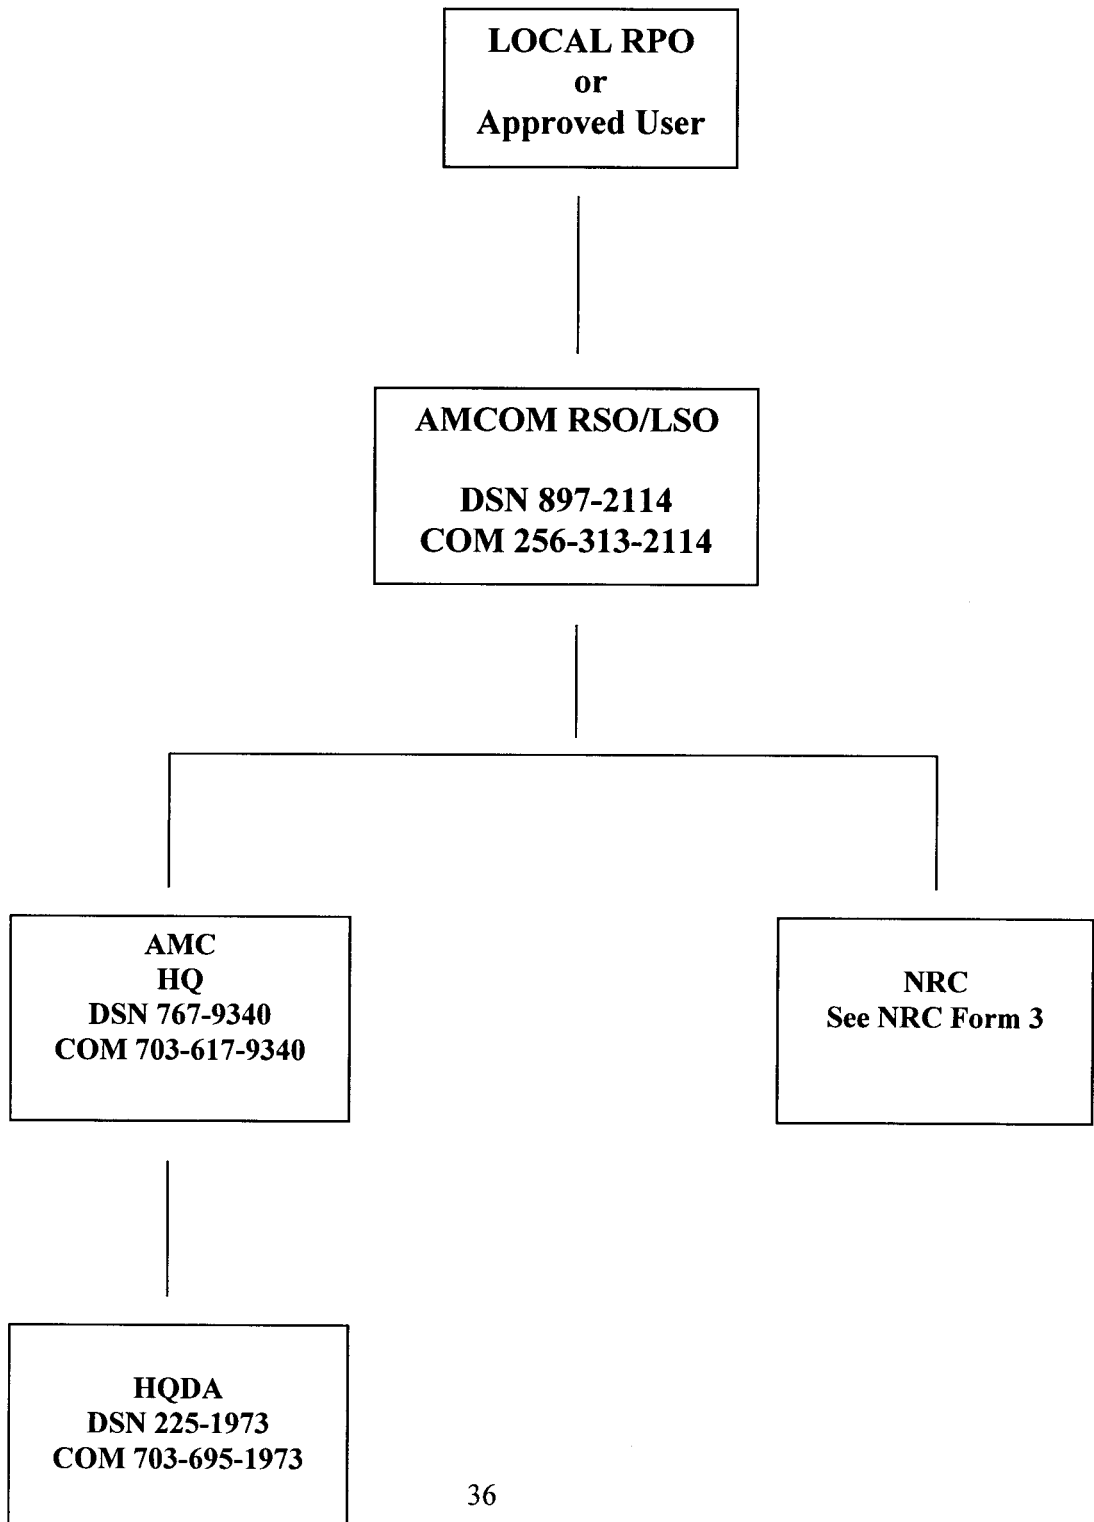 LOCAL RPO
or
Approved User
AMCOM RSO/LSO
DSN 897-2114
COM 256-313-2114
AMC
HQ
DSN 767-9340
COM 703-617-9340
NRC
See NRC Form 3
HQDA
DSN 225-1973
COM 703-695-1973
36